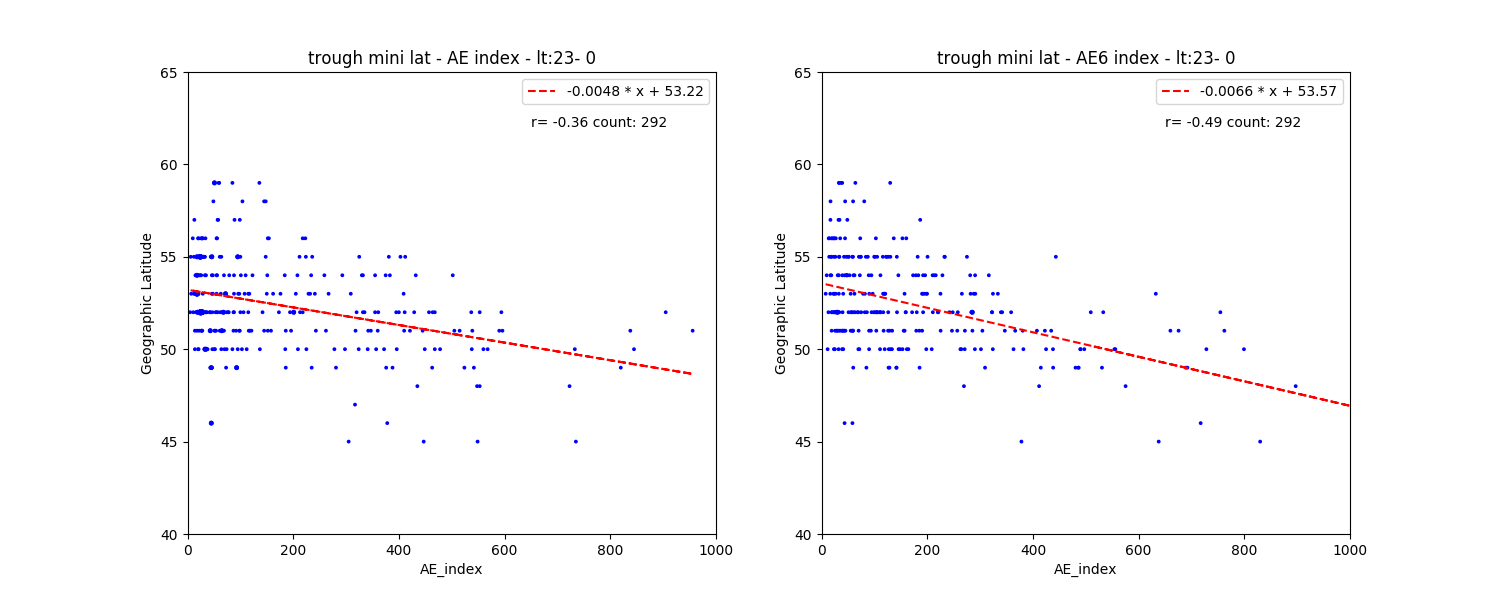 trough mini lat - AE index - lt:23- 0
65
60
55
50
45
40
Geographic Latitude
-0.0048 * x + 53.22
r= -0.36 count: 292
0
200
400
600
800
1000
AE_index
trough mini lat - AE6 index - lt:23- 0
65
60
55
50
45
40
Geographic Latitude
-0.0066 * x + 53.57
r= -0.49 count: 292
0
200
400
600
800
1000
AE_index